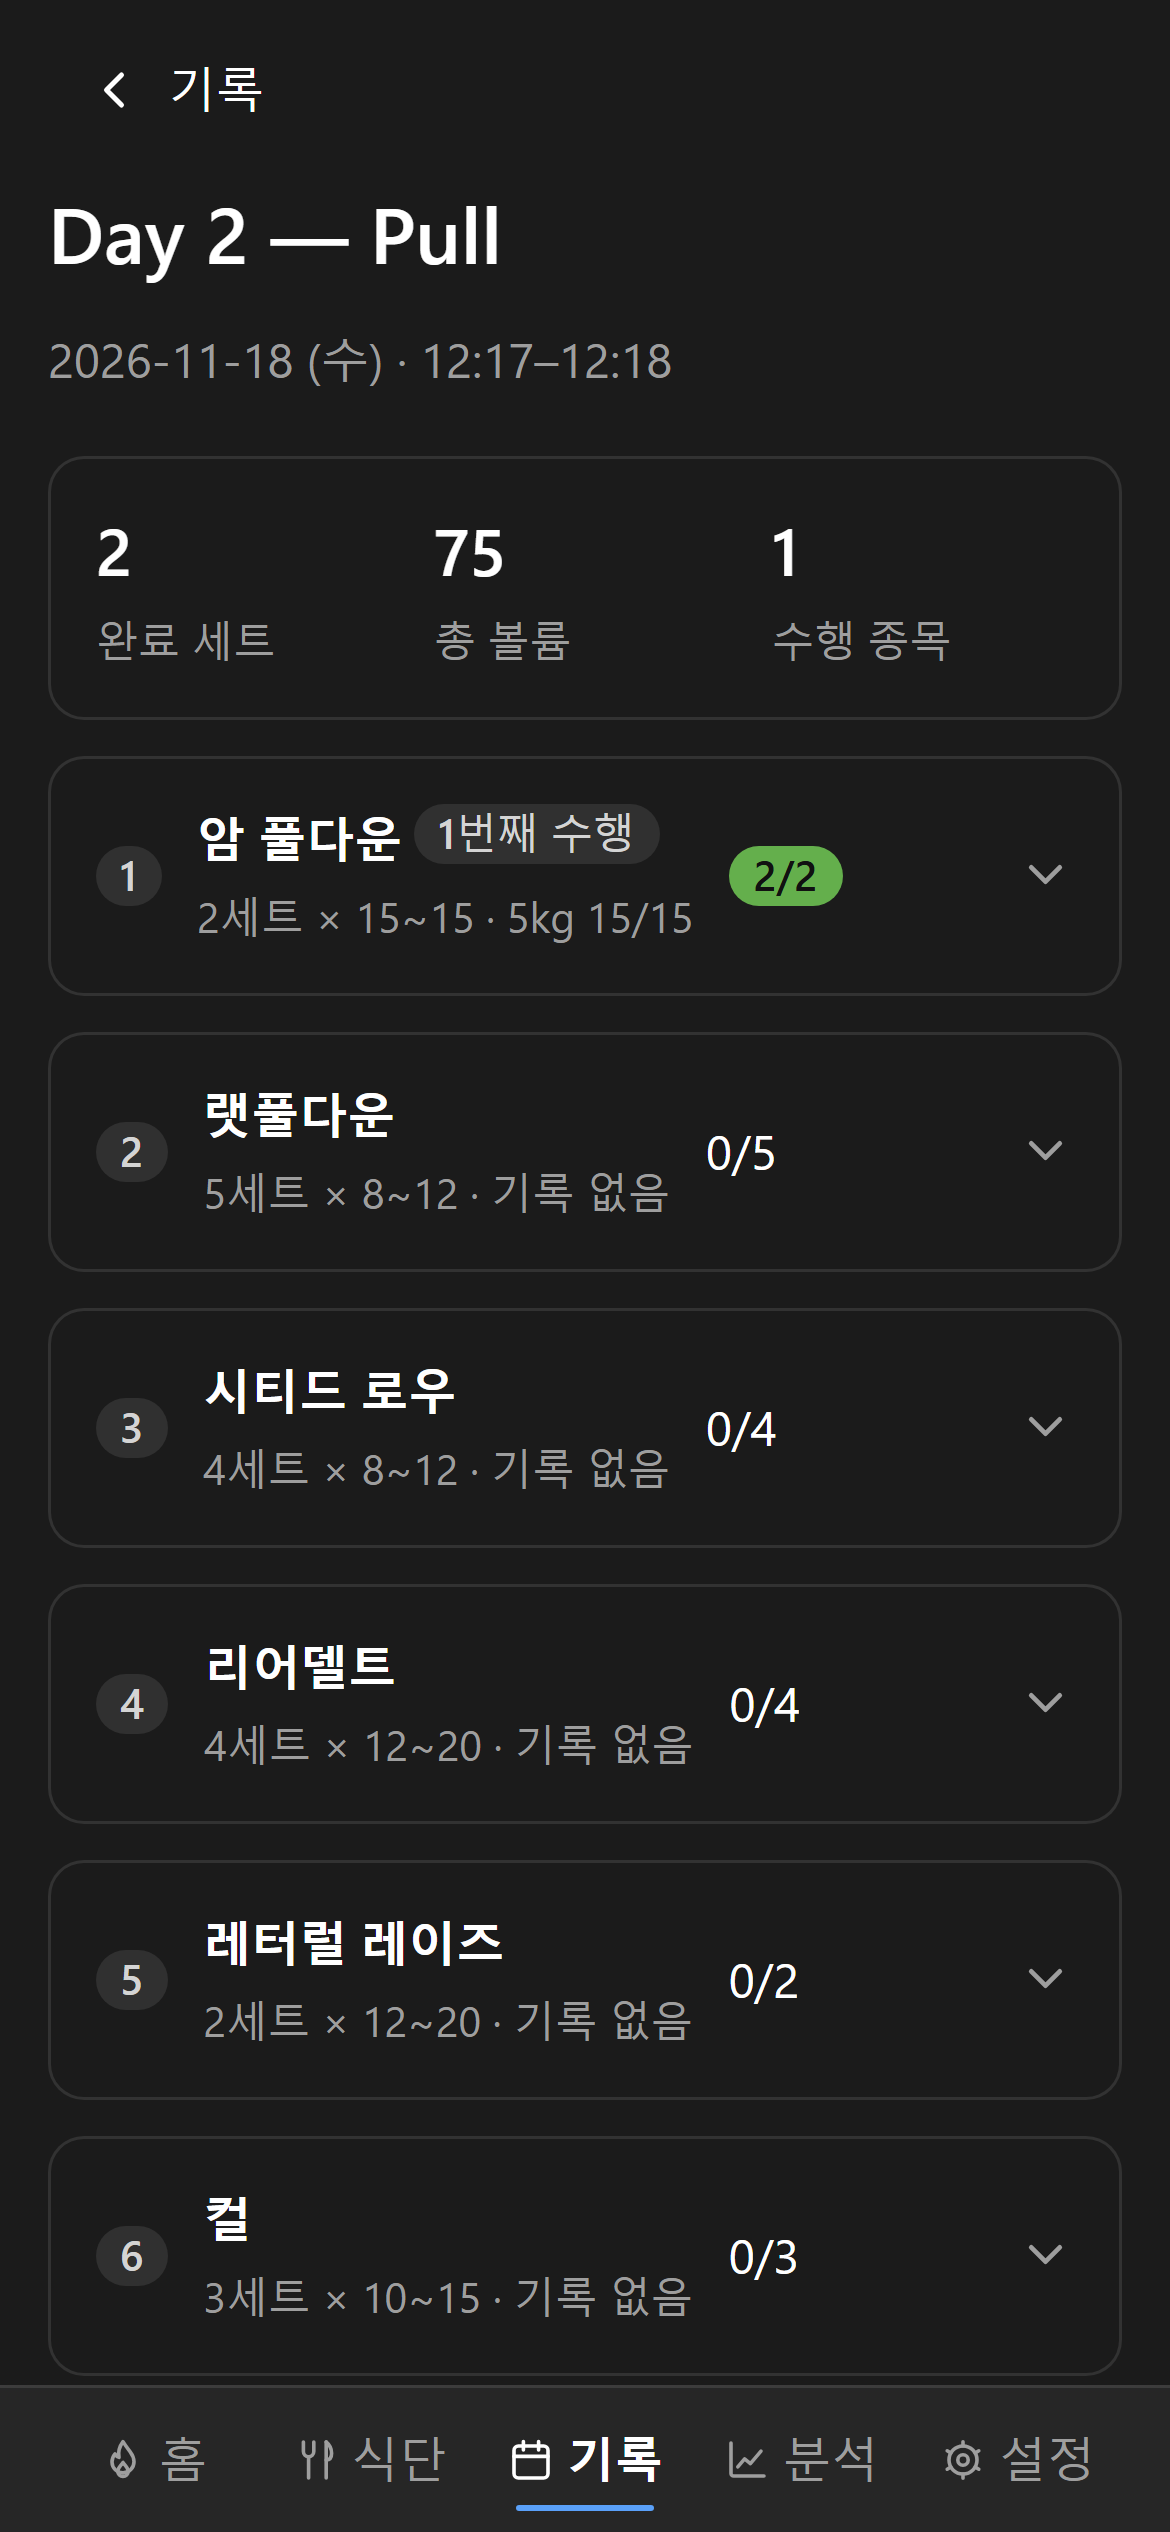 기록
Day 2 — Pull
2026-11-18 (수) · 12:17–12:18
2 75 1
완료 세트 총 볼륨 수행 종목
1 암 풀다운 1번째 수행 2/2
2세트 × 15~15 · 5kg 15/15
2 랫풀다운 0/5
5세트 × 8~12 · 기록 없음
3 시티드 로우 0/4
4세트 × 8~12 · 기록 없음
4 리어델트 0/4
4세트 × 12~20 · 기록 없음
5 레터럴 레이즈 0/2
2세트 × 12~20 · 기록 없음
6 컬 0/3
3세트 × 10~15 · 기록 없음
홈 식단 기록 분석 설정